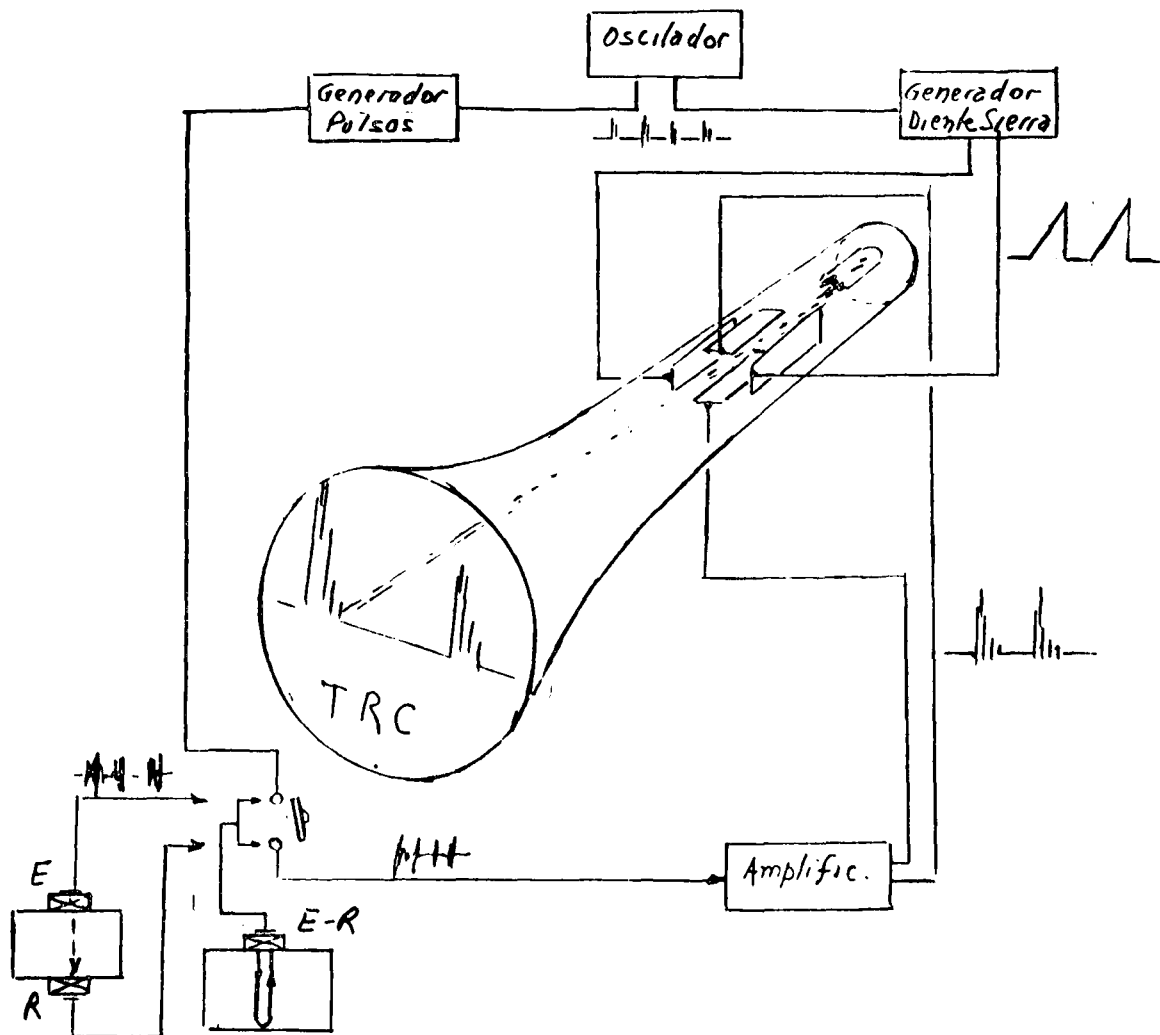 Oscilador
Generador
Pulsos
Generador
Diente Sierra
TRC
E
E-R
Amplific.
R